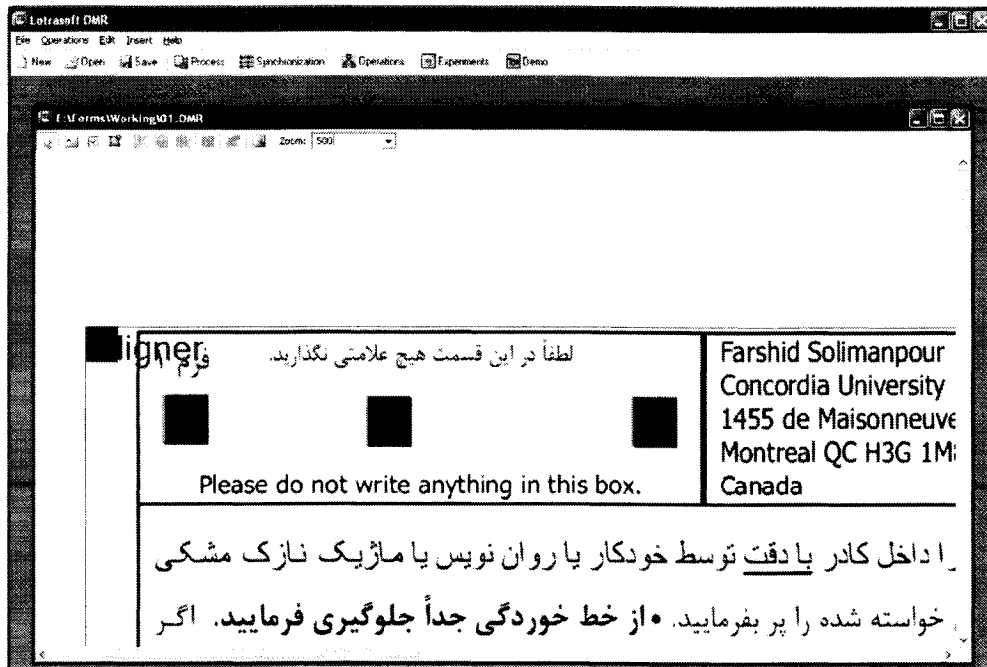 Lotrasoft OMR
File Operations Edit Insert Help
New Open Save Process Synchronization Operations Experiments Demo
E:\Forms\Working\01.OMR
Zoom: 500
ligner
فرم ۱
لطفاً در این قسمت هیچ علامتی نگذارید.
Please do not write anything in this box.
Farshid Solimanpour
Concordia University
1455 de Maisonneuve
Montreal QC H3G 1M
Canada
را داخل کادر با دقت توسط خودکار یا روان نویس یا ماژیک نازک مشکی
خواسته شده را پر بفرمایید. • از خط خوردگی جداً جلوگیری فرمایید. اگر